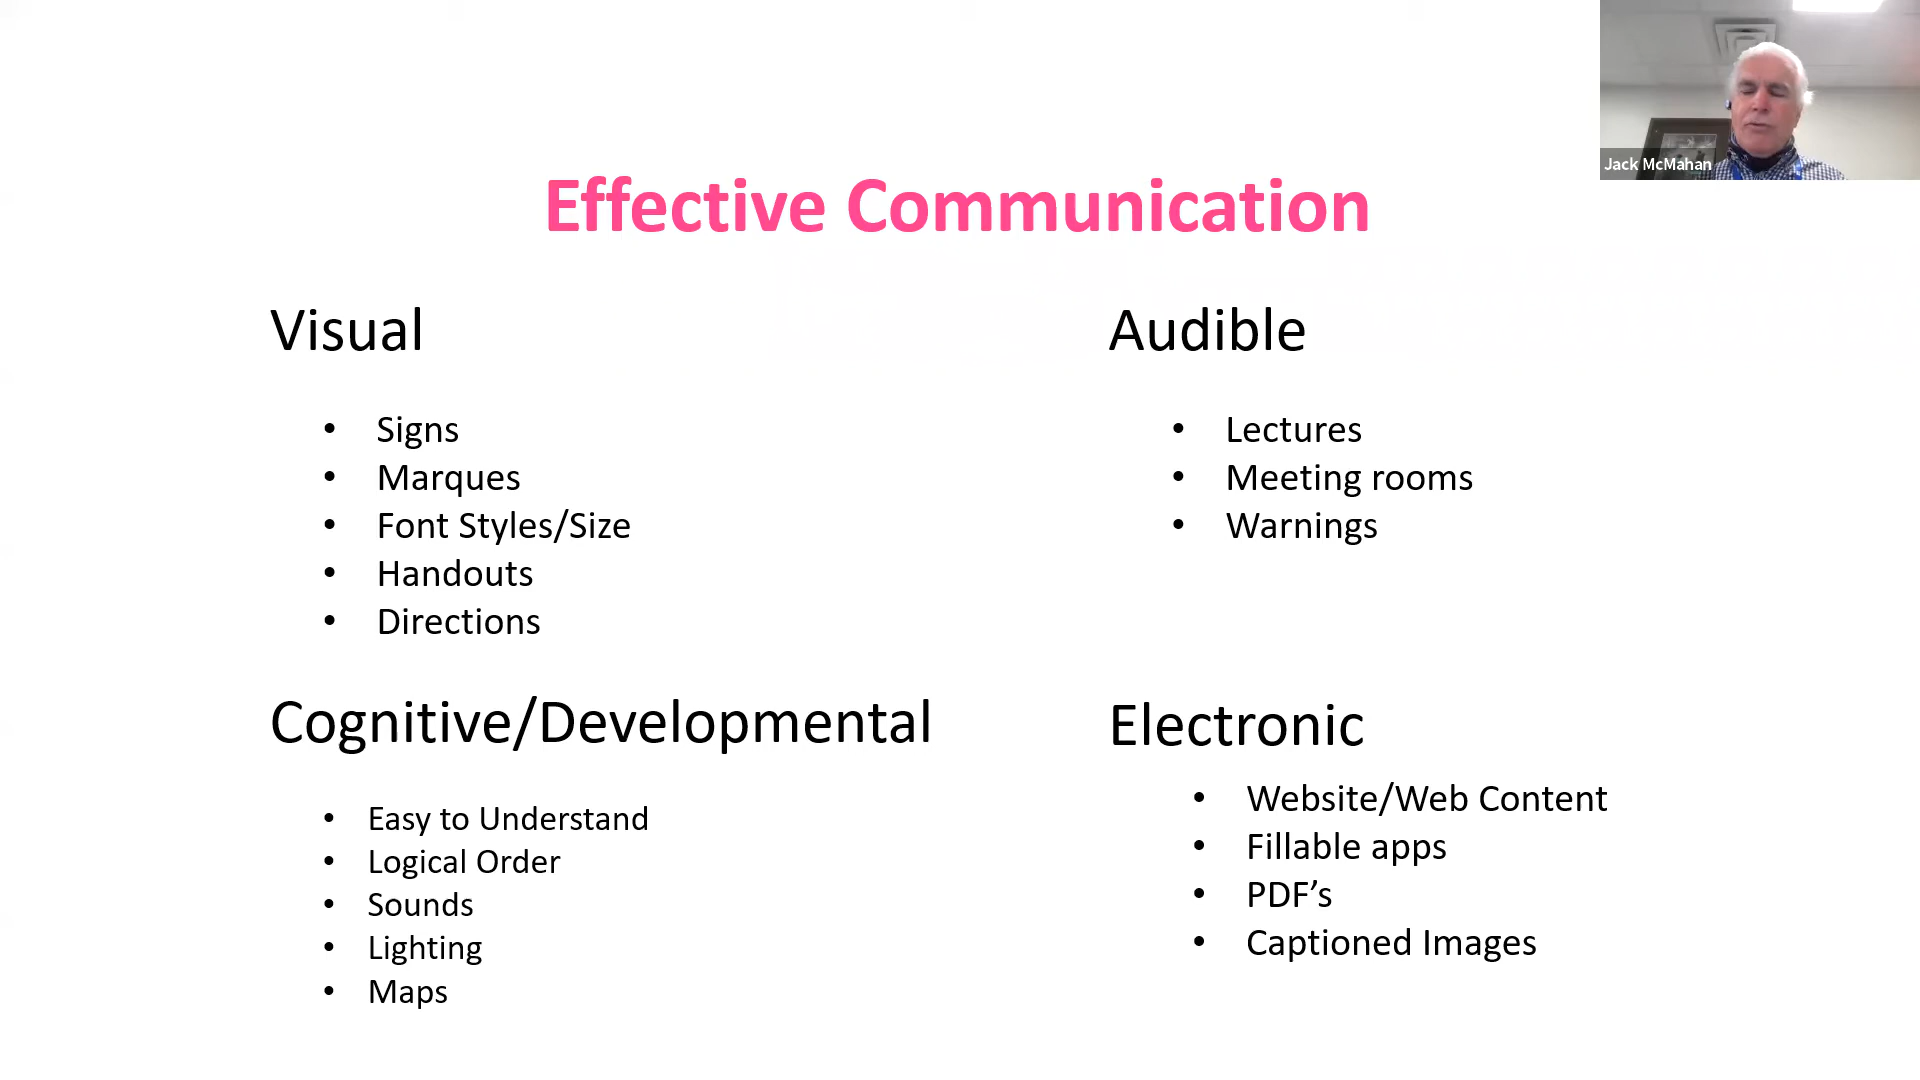 Jack McMahan
Effective Communication
Visual
• Signs
• Marques
• Font Styles/Size
• Handouts
• Directions
Audible
• Lectures
• Meeting rooms
• Warnings
Cognitive/Developmental
• Easy to Understand
• Logical Order
• Sounds
• Lighting
• Maps
Electronic
• Website/Web Content
• Fillable apps
• PDF’s
• Captioned Images